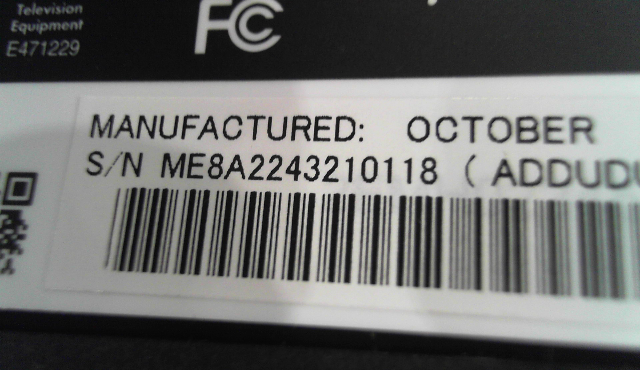 Television
Equipment
E471229
FC
MANUFACTURED: OCTOBER
S/N ME8A2243210118 ( ADDUDU